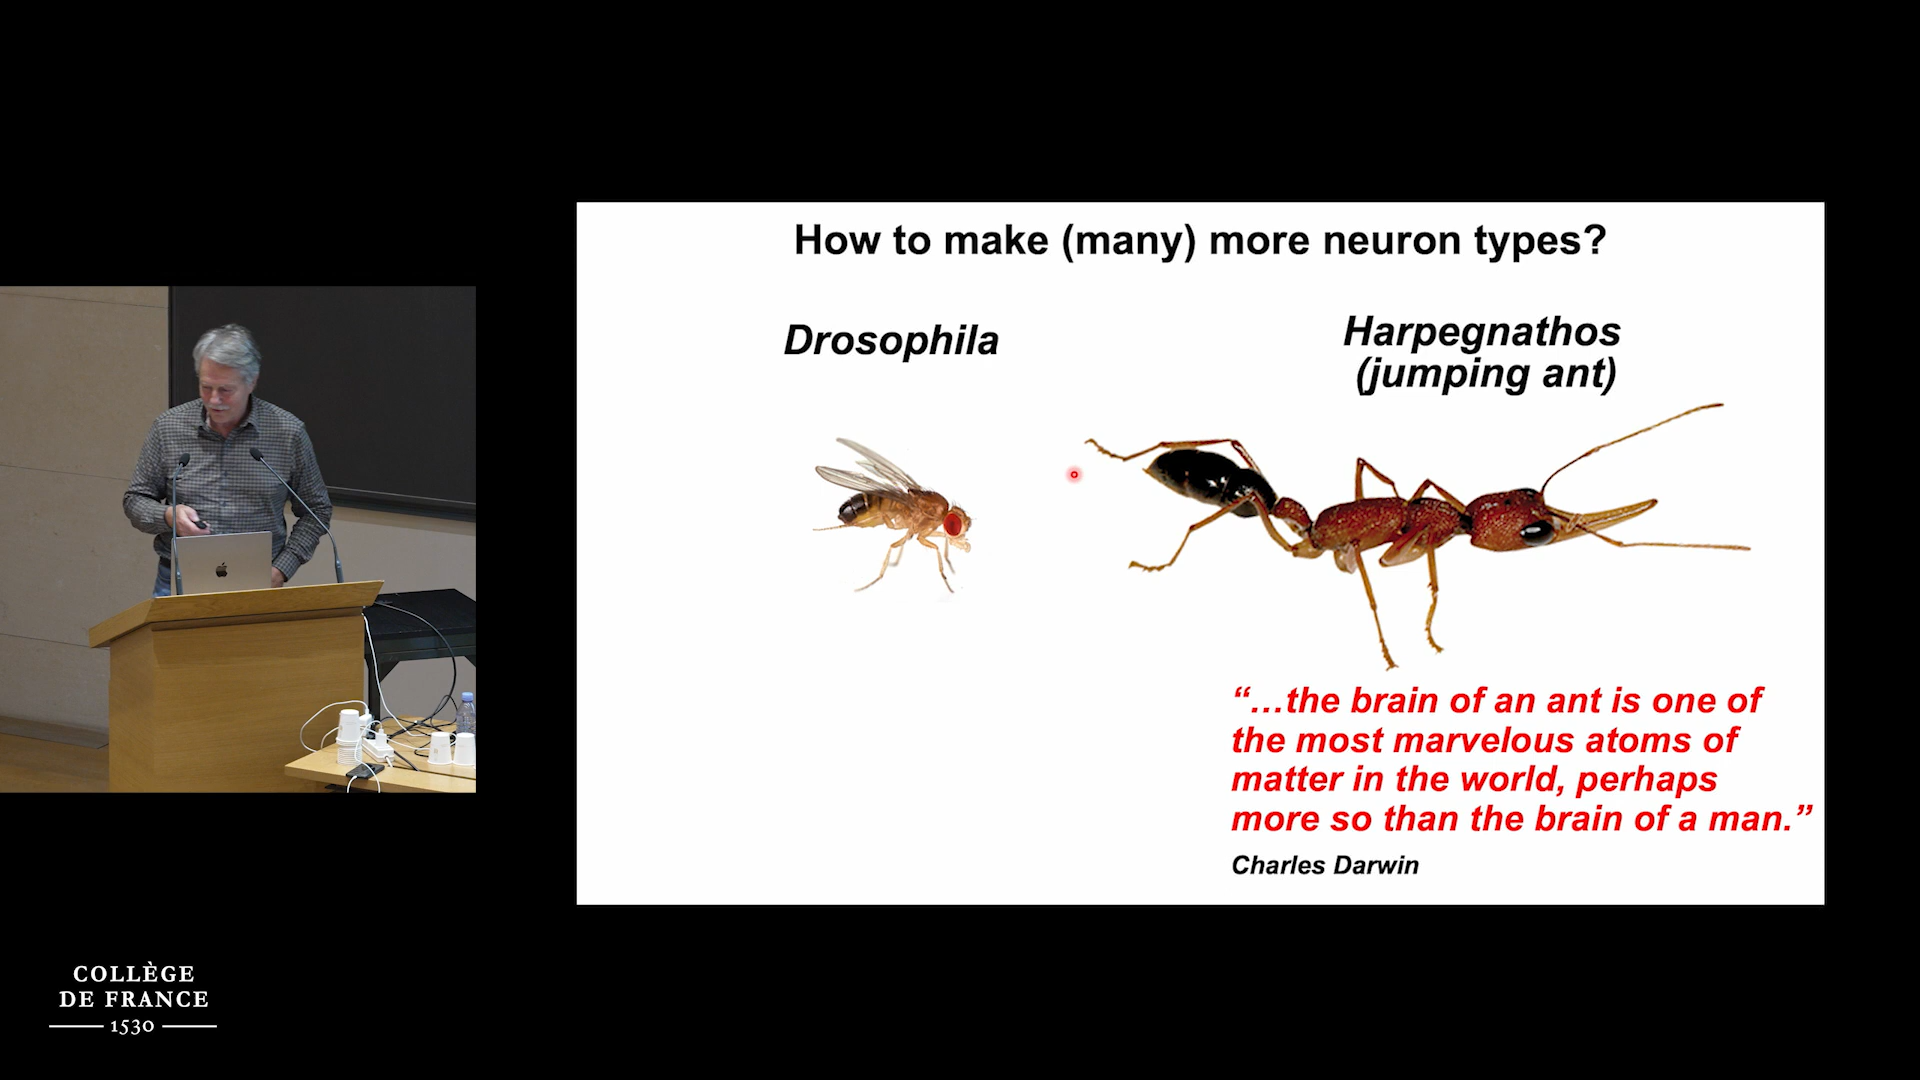 How to make (many) more neuron types?
Drosophila
Harpegnathos
(jumping ant)
“…the brain of an ant is one of
the most marvelous atoms of
matter in the world, perhaps
more so than the brain of a man.”
Charles Darwin
COLLÈGE
DE FRANCE
1530